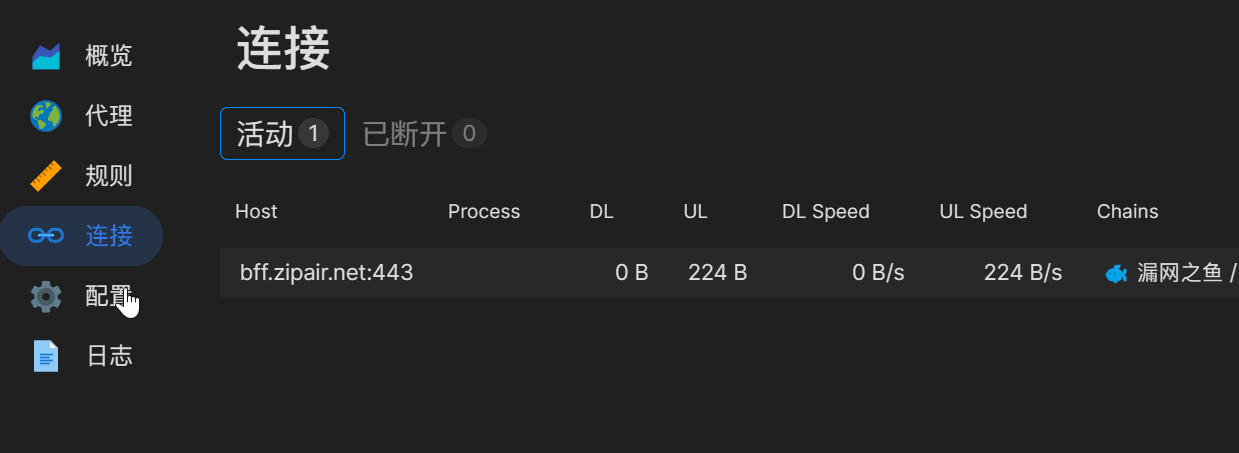 概览
代理
规则
连接
配置
日志
连接
活动 1 已断开 0
Host Process DL UL DL Speed UL Speed Chains
bff.zipair.net:443 0 B 224 B 0 B/s 224 B/s 漏网之鱼 /